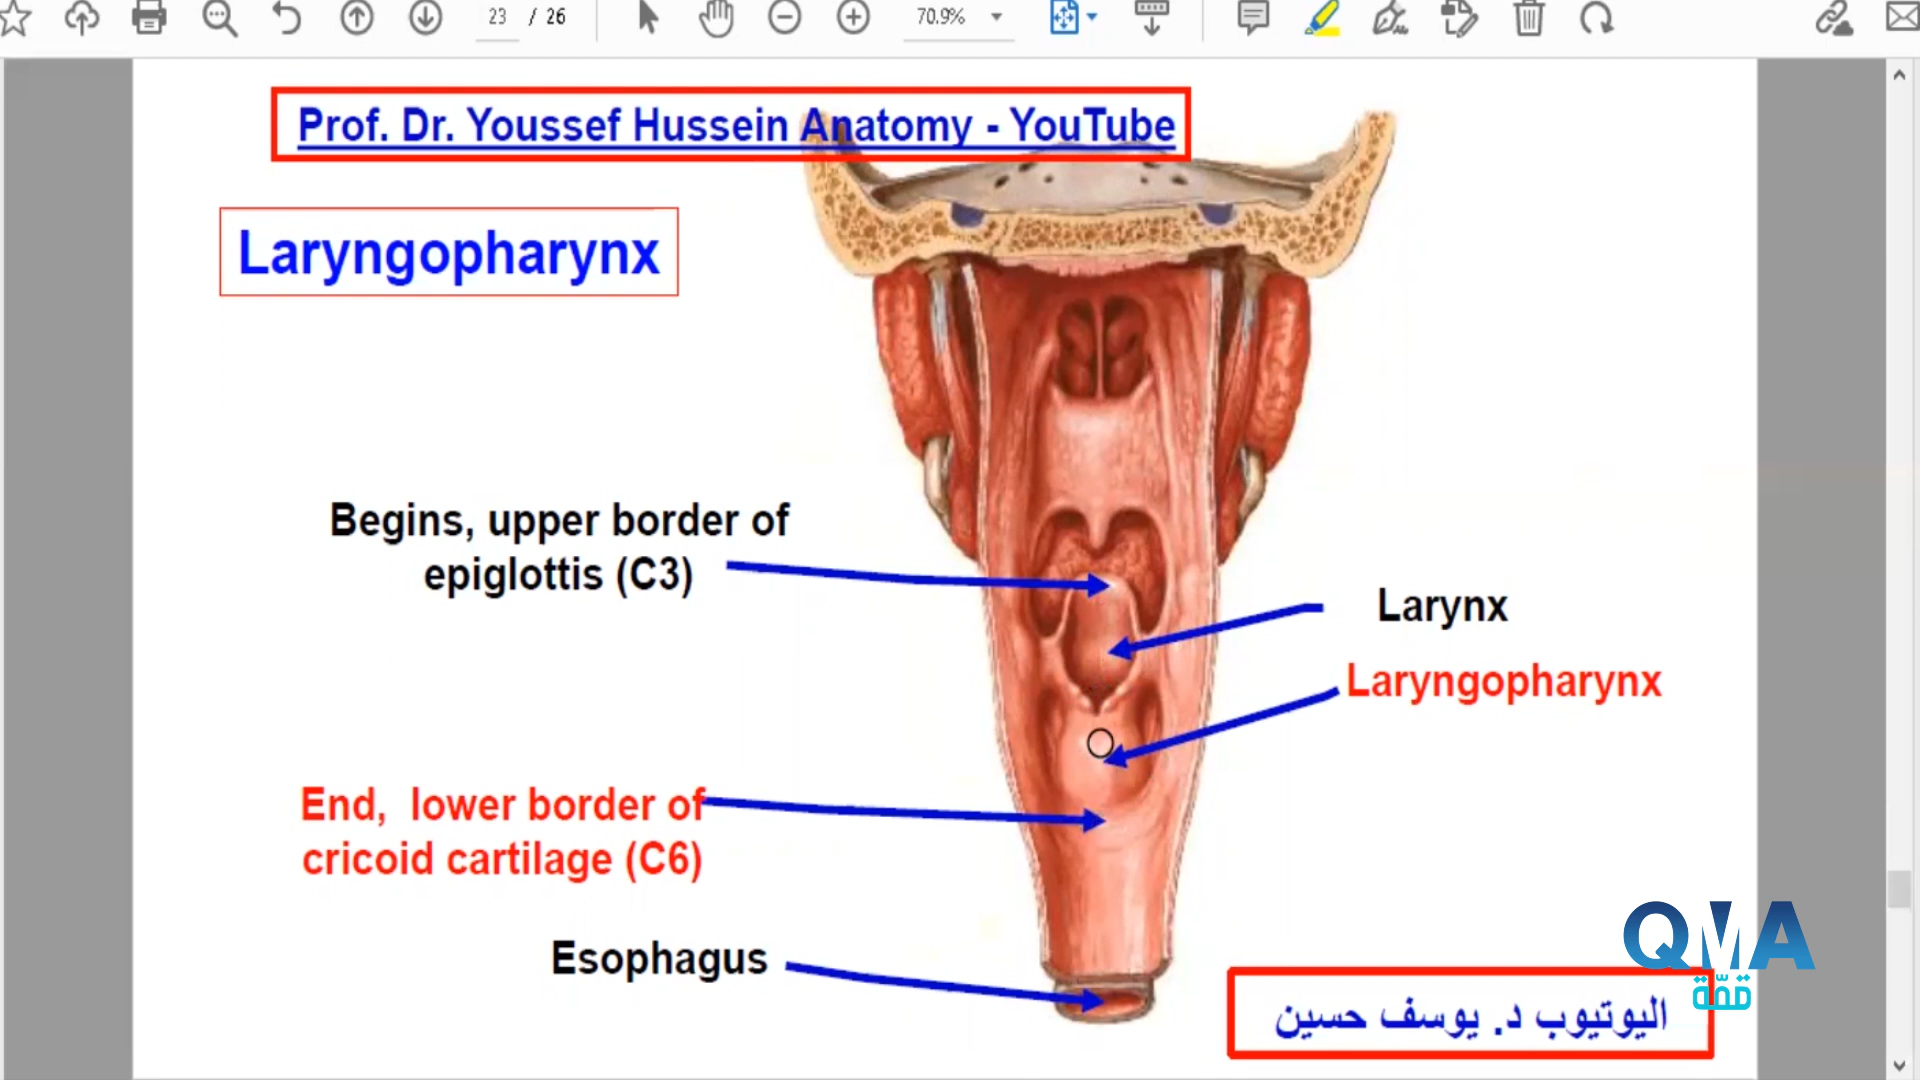 23 / 26
70.9%
Prof. Dr. Youssef Hussein Anatomy - YouTube
Laryngopharynx
Begins, upper border of
epiglottis (C3)
Larynx
Laryngopharynx
End, lower border of
cricoid cartilage (C6)
Esophagus
QMA
قمّة
اليوتيوب د. يوسف حسين